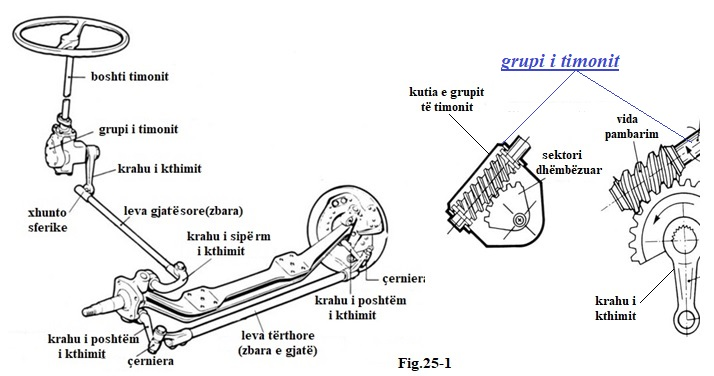 boshti timonit
grupi i timonit
krahu i kthimit
xhunto
sferike
leva gjatësore(zbara)
krahu i sipërm
i kthimit
çerniera
krahu i poshtëm
i kthimit
krahu i poshtëm
i kthimit
çerniera
leva tërthore
(zbara e gjatë)
grupi i timonit
kutia e grupit
të timonit
sektori
dhëmbëzuar
vida
pambarim
krahu i
kthimit
Fig.25-1